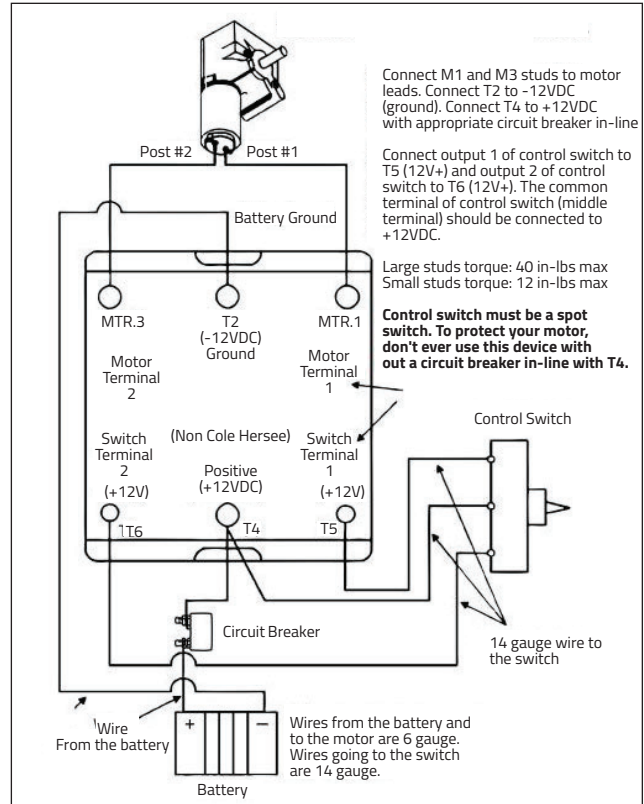 Connect M1 and M3 studs to motor
leads. Connect T2 to -12VDC
(ground). Connect T4 to +12VDC
with appropriate circuit breaker in-line
Post #2
Post #1
Connect output 1 of control switch to
T5 (12V+) and output 2 of control
switch to T6 (12V+). The common
terminal of control switch (middle
terminal) should be connected to
+12VDC.
Battery Ground
Large studs torque: 40 in-lbs max
Small studs torque: 12 in-lbs max
Control switch must be a spot
switch. To protect your motor,
don't ever use this device with
out a circuit breaker in-line with T4.
MTR.3
T2
(-12VDC)
Ground
MTR.1
Motor
Terminal
2
Motor
Terminal
1
Control Switch
Switch
Terminal
2
(+12V)
(Non Cole Hersee)
Positive
(+12VDC)
Switch
Terminal
1
(+12V)
TT6
T4
T5
Circuit Breaker
14 gauge wire to
the switch
Wire
From the battery
+
−
Battery
Wires from the battery and
to the motor are 6 gauge.
Wires going to the switch
are 14 gauge.